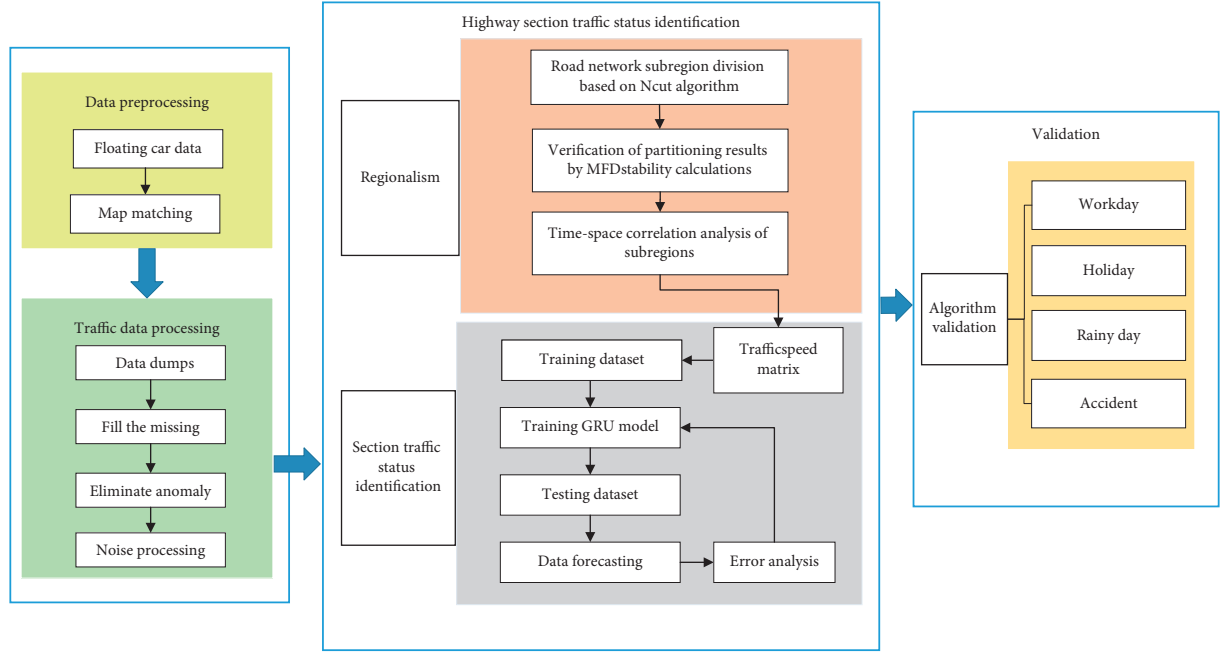 Data preprocessing
Floating car data
Map matching
Traffic data processing
Data dumps
Fill the missing
Eliminate anomaly
Noise processing
Highway section traffic status identification
Regionalism
Road network subregion division
based on Ncut algorithm
Verification of partitioning results
by MFDstability calculations
Time-space correlation analysis of
subregions
Section traffic
status
identification
Trafficspeed
matrix
Training dataset
Training GRU model
Testing dataset
Data forecasting
Error analysis
Validation
Algorithm
validation
Workday
Holiday
Rainy day
Accident